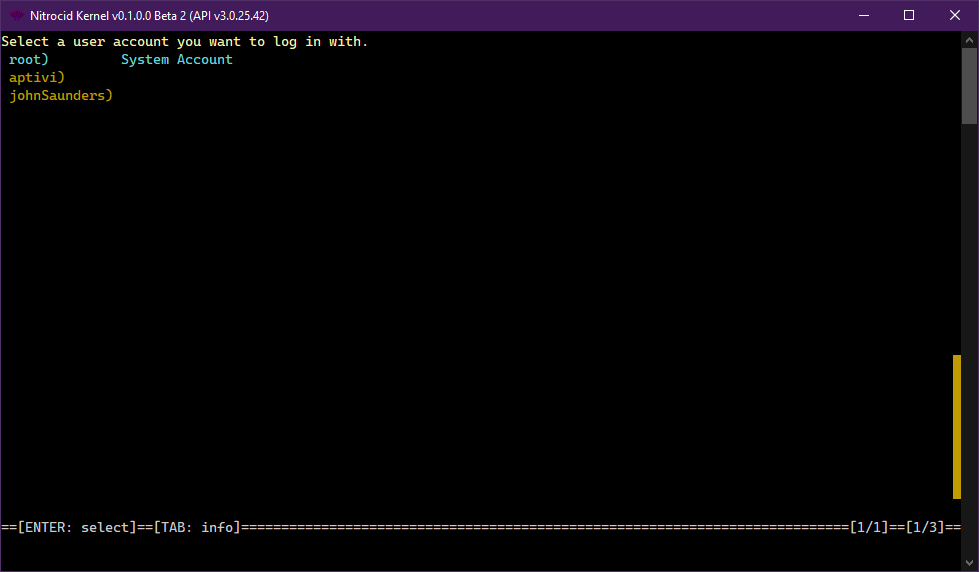 Nitrocid Kernel v0.1.0.0 Beta 2 (API v3.0.25.42)
Select a user account you want to log in with.
root) System Account
aptivi)
johnSaunders)
==[ENTER: select]==[TAB: info]============================================================================[1/1]==[1/3]==